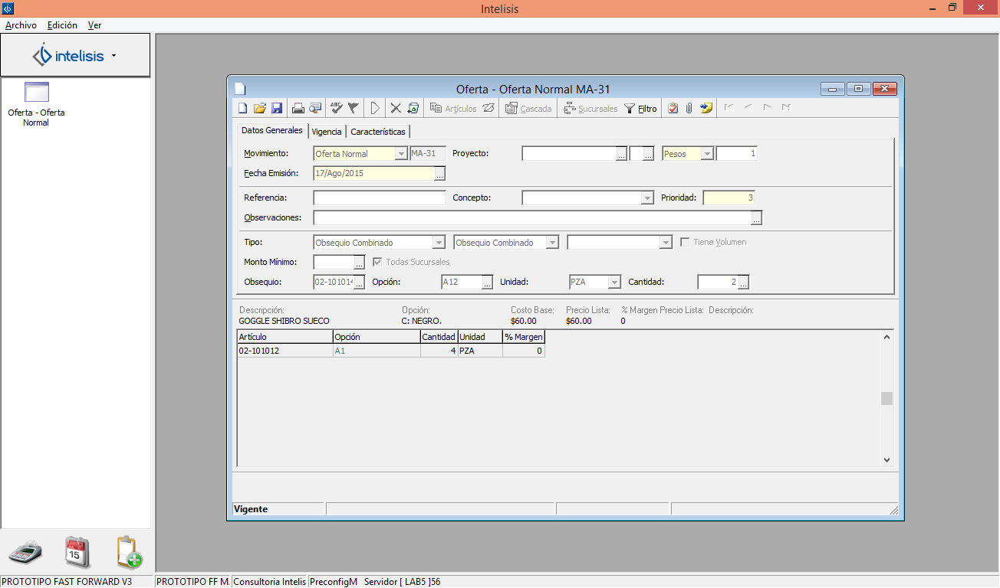 Intelisis
Archivo Edición Ver
intelisis
Oferta - Oferta
Normal
Oferta - Oferta Normal MA-31
ABC Artículos Cascada Sucursales Filtro
Datos Generales Vigencia Características
Movimiento: Oferta Normal MA-31 Proyecto: ... ... Pesos 1
Fecha Emisión: 17/Ago/2015 ...
Referencia: Concepto: Prioridad: 3
Observaciones: ...
Tipo: Obsequio Combinado Obsequio Combinado Tiene Volumen
Monto Mínimo: ... Todas Sucursales
Obsequio: 02-101014 ... Opción: A12 ... Unidad: PZA Cantidad: 2 ...
Descripción: Opción: Costo Base: Precio Lista: % Margen Precio Lista: Descripción:
GOGGLE SHIBRO SUECO C: NEGRO. $60.00 $60.00 0
Artículo Opción Cantidad Unidad % Margen
02-101012 A1 4 PZA 0
Vigente
15
PROTOTIPO FAST FORWARD V3 PROTOTIPO FF M. Consultoria Intelis PreconfigM Servidor [ LAB5 ]56